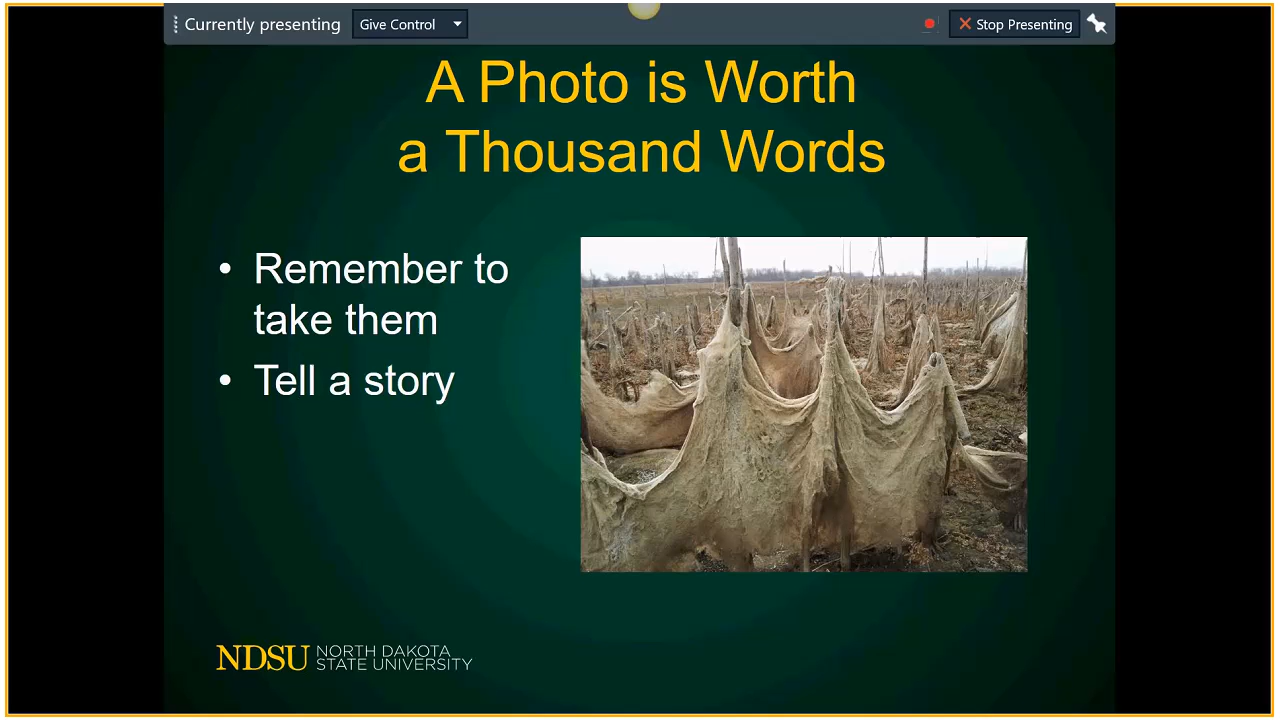 Currently presenting
Give Control
Stop Presenting
A Photo is Worth
a Thousand Words
• Remember to
take them
• Tell a story
NDSU
NORTH DAKOTA
STATE UNIVERSITY